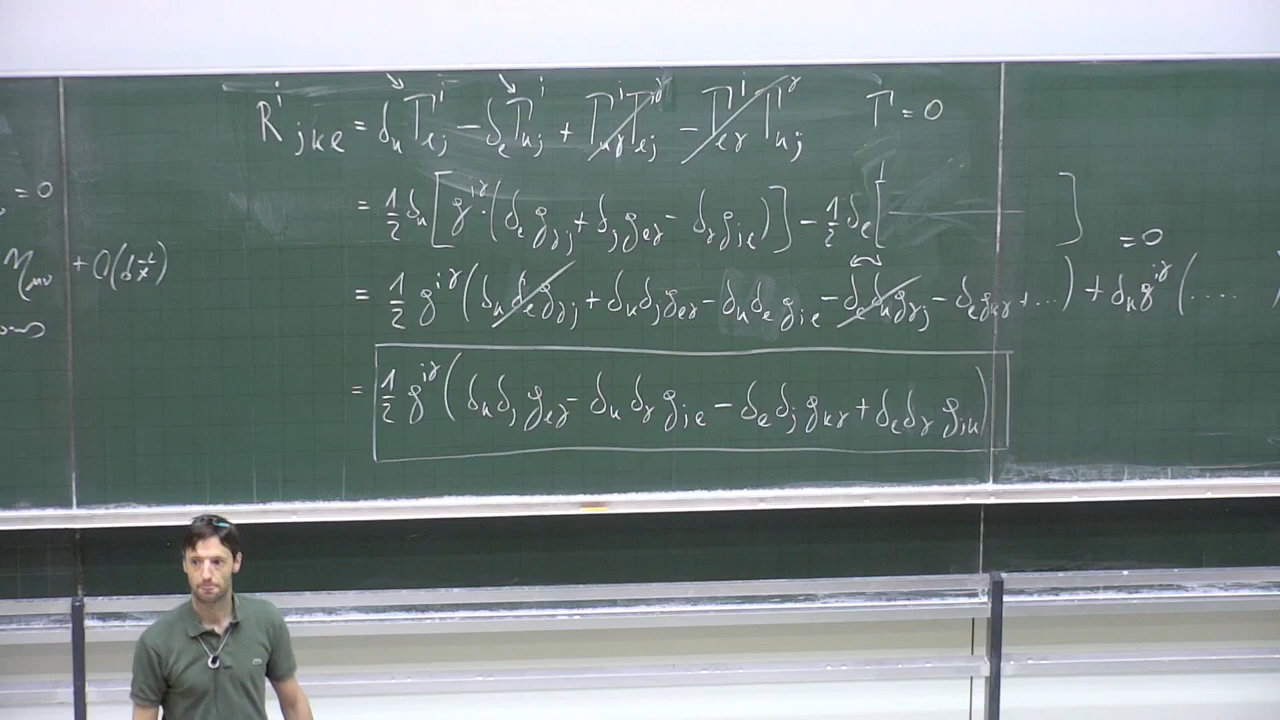 R^i_{jkl} = ∂_k Γ^i_{lj} − ∂_l Γ^i_{kj} + Γ^i_{kγ} Γ^γ_{lj} − Γ^i_{lγ} Γ^γ_{kj}    Γ = 0
= 0
= 1/2 ∂_k [ g^{iγ} ( ∂_l g_{γj} + ∂_j g_{lγ} − ∂_γ g_{jl} ) ] − 1/2 ∂_l [ ——— ]
η_{μν} + O(∂x²)
= 1/2 g^{iγ} ( ∂_k ∂_l g_{γj} + ∂_k ∂_j g_{lγ} − ∂_k ∂_l g_{jl} − ∂_l ∂_k g_{γj} − ∂_l g_{kγ} + ... ) + ∂_k g^{iγ} ( .... )
= 0
= 1/2 g^{iγ} ( ∂_k ∂_j g_{lγ} − ∂_k ∂_γ g_{jl} − ∂_l ∂_j g_{kγ} + ∂_l ∂_γ g_{jk} )